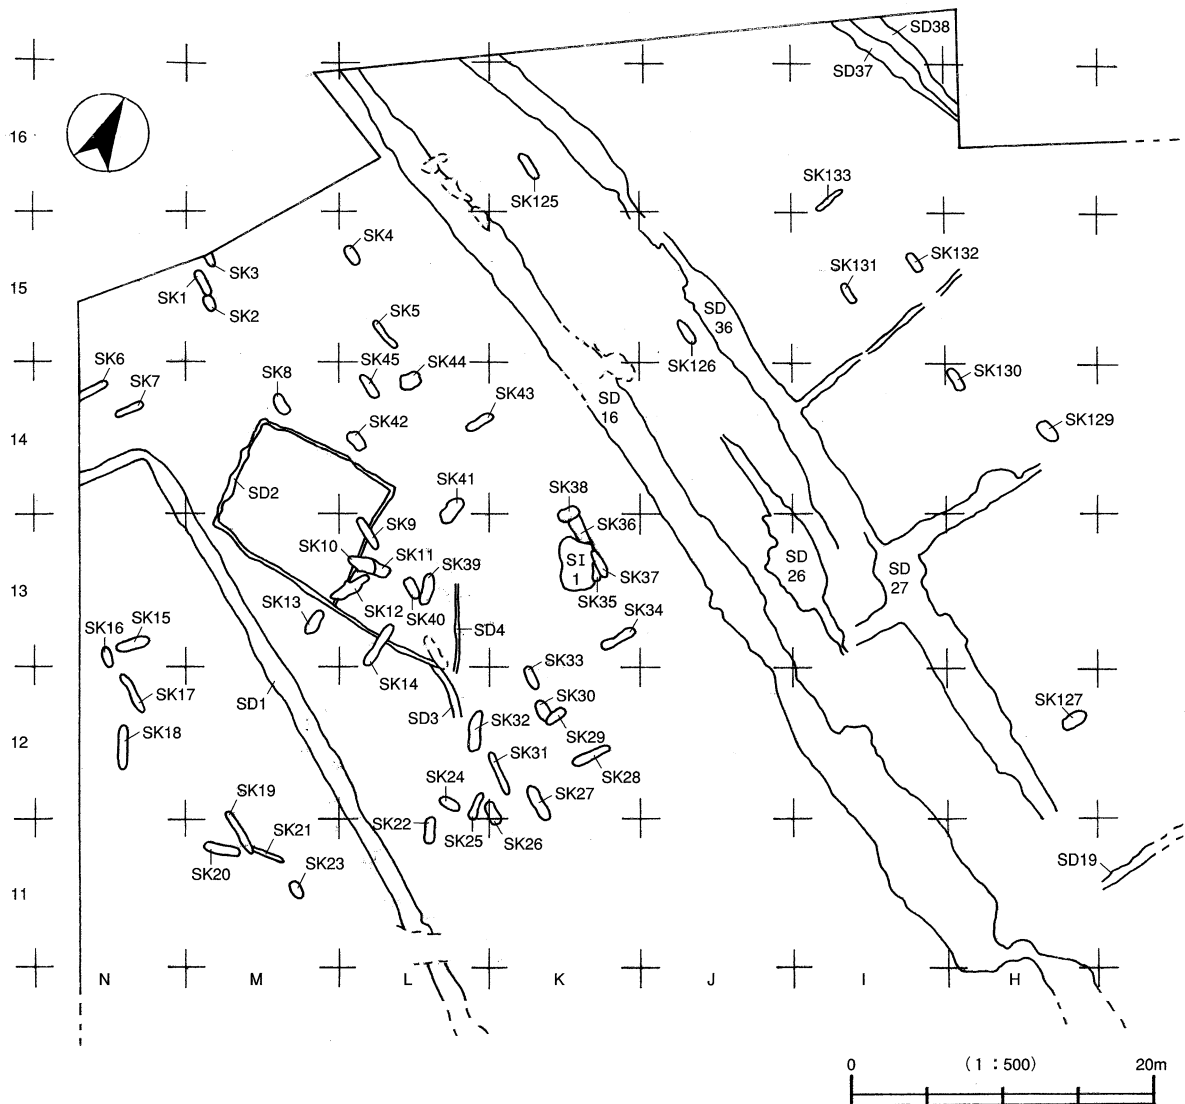 SD38
SD37
16
SK133
SK125
SK4
SK3
SK132
SK131
15
SK1
SK2
SK5
SD
36
SK6
SK45
SK44
SK126
SK7
SK8
SK130
SK43
SD
16
SK129
14
SK42
SD2
SK41
SK38
SK9
SK36
SK10
SK11
SI
1
SD
26
SD
27
SK39
SK37
13
SK35
SK13
SK12
SK40
SK34
SK16
SK15
SD4
SK14
SK33
SK17
SD1
SK30
SK127
SD3
SK32
SK18
SK29
12
SK31
SK28
SK24
SK19
SK27
SK22
SK21
SK25
SK26
SD19
SK20
SK23
11
N
M
L
K
J
I
H
0
(1:500)
20m